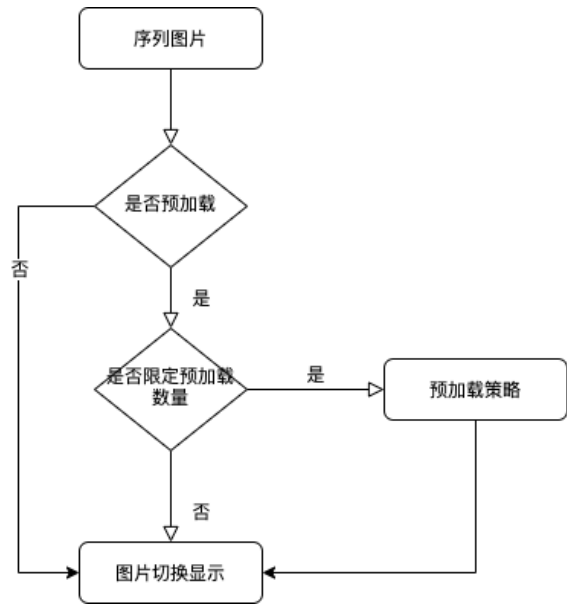 序列图片
是否预加载
否
是
是否限定预加载
数量
是
预加载策略
否
图片切换显示